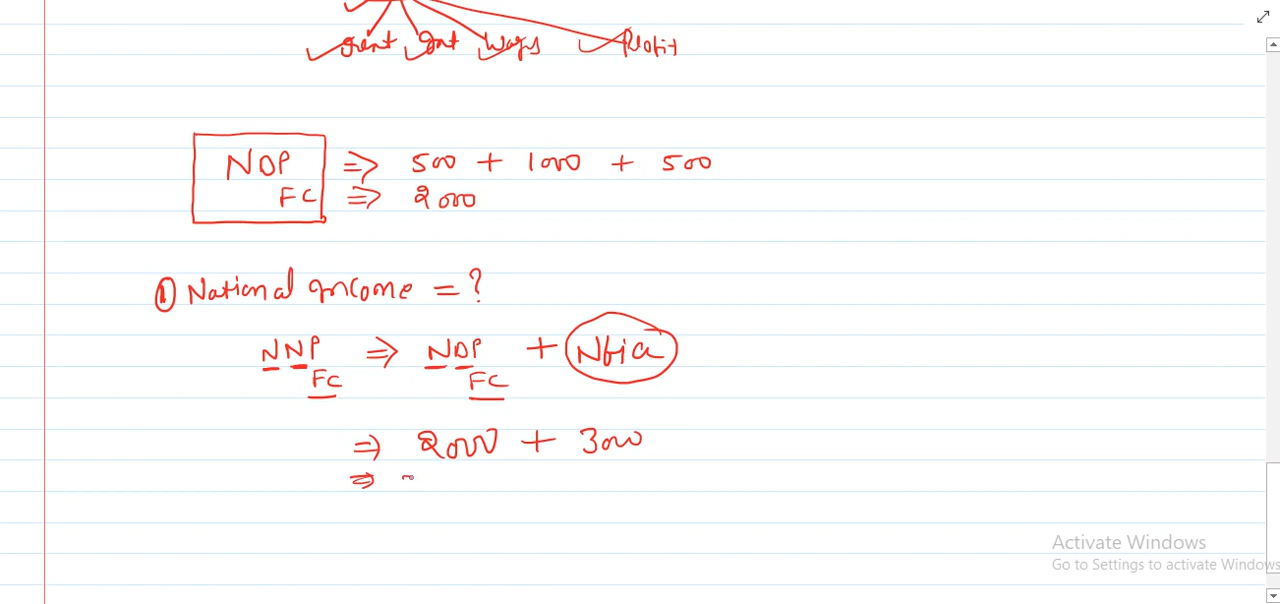 Rent Int Wages Profit
NDP FC ⇒ 500 + 1000 + 500
⇒ 2000
① National Income = ?
NNP FC ⇒ NDP FC + Nfia
⇒ 2000 + 3000
⇒
Activate Windows
Go to Settings to activate Windows